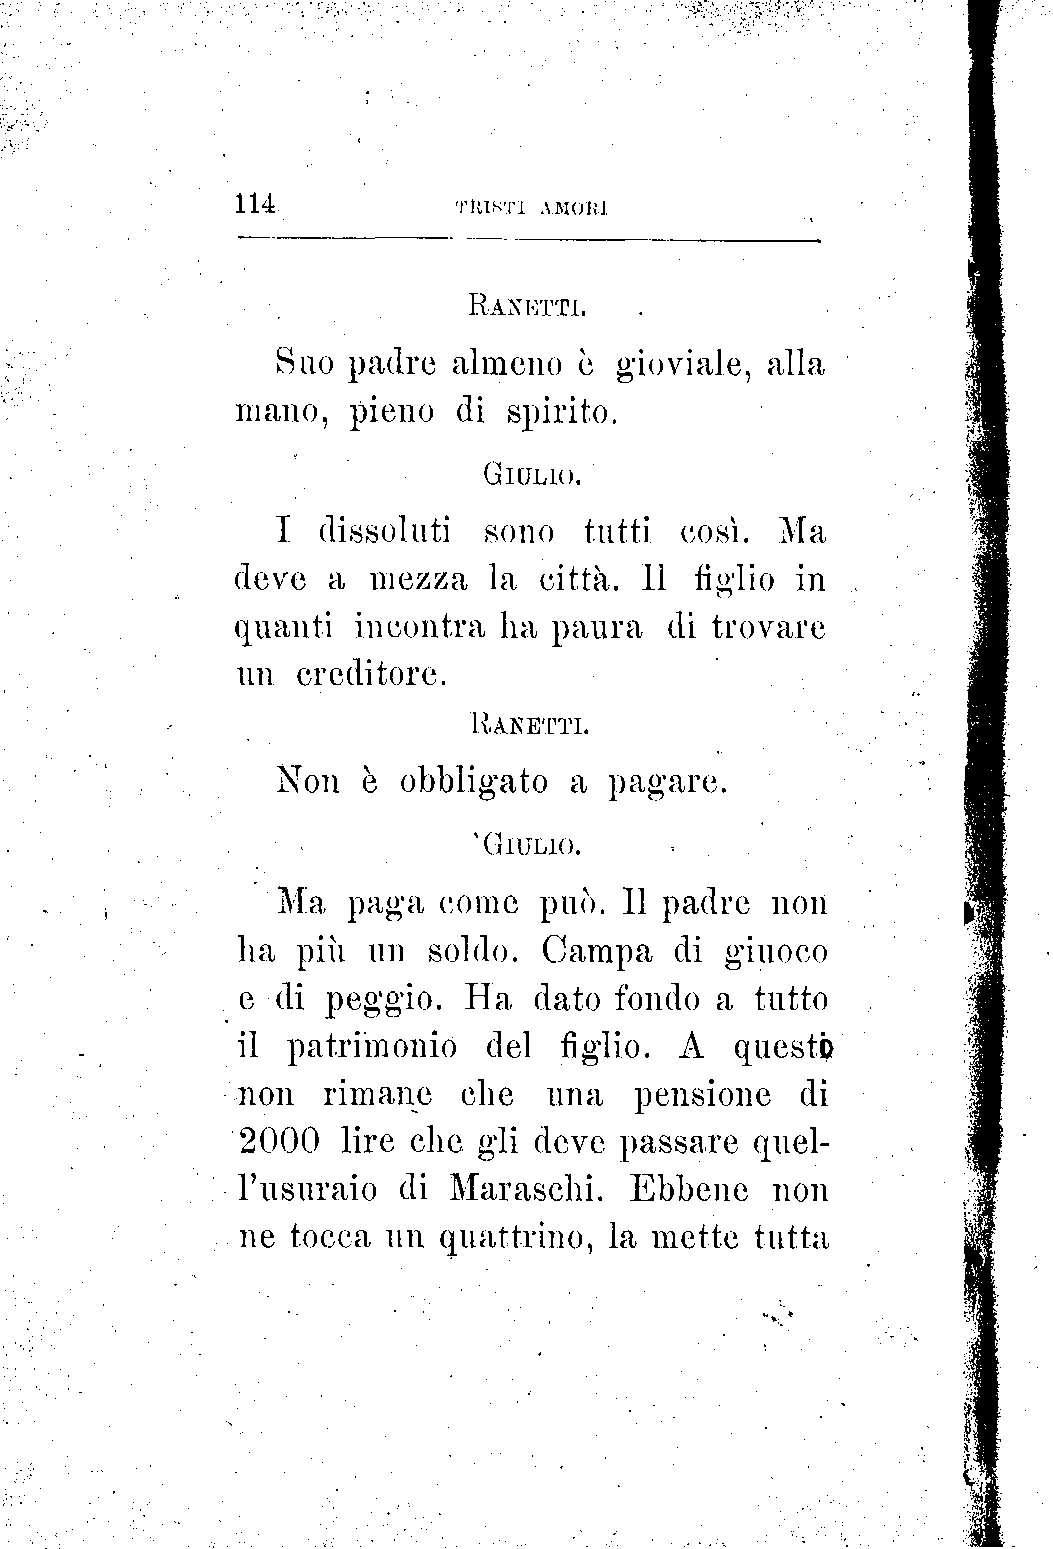 114 TRISTI AMORI
RANETTI.
Suo padre almeno è gioviale, alla
mano, pieno di spirito.
GIULIO.
I dissoluti sono tutti così. Ma
deve a mezza la città. Il figlio in
quanti incontra ha paura di trovare
un creditore.
RANETTI.
Non è obbligato a pagare.
GIULIO.
Ma paga come può. Il padre non
ha più un soldo. Campa di giuoco
e di peggio. Ha dato fondo a tutto
il patrimonio del figlio. A questo
non rimane che una pensione di
2000 lire che gli deve passare quel-
l'usuraio di Maraschi. Ebbene non
ne tocca un quattrino, la mette tutta